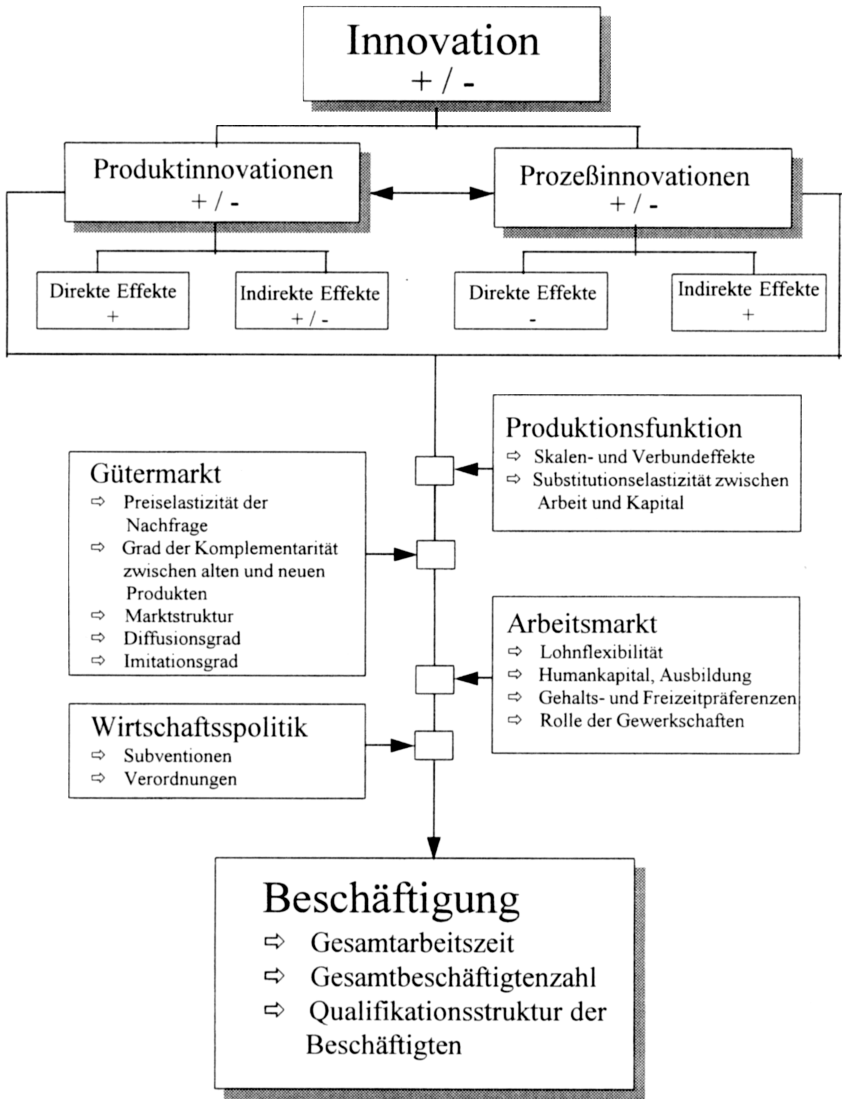 Innovation
+ / -
Produktinnovationen
+ / -
Prozeßinnovationen
+ / -
Direkte Effekte
+
Indirekte Effekte
+ / -
Direkte Effekte
-
Indirekte Effekte
+
Produktionsfunktion
⇨ Skalen- und Verbundeffekte
⇨ Substitutionselastizität zwischen
Arbeit und Kapital
Gütermarkt
⇨ Preiselastizität der
Nachfrage
⇨ Grad der Komplementarität
zwischen alten und neuen
Produkten
⇨ Marktstruktur
⇨ Diffusionsgrad
⇨ Imitationsgrad
Arbeitsmarkt
⇨ Lohnflexibilität
⇨ Humankapital, Ausbildung
⇨ Gehalts- und Freizeitpräferenzen
⇨ Rolle der Gewerkschaften
Wirtschaftsspolitik
⇨ Subventionen
⇨ Verordnungen
Beschäftigung
⇨ Gesamtarbeitszeit
⇨ Gesamtbeschäftigtenzahl
⇨ Qualifikationsstruktur der
Beschäftigten